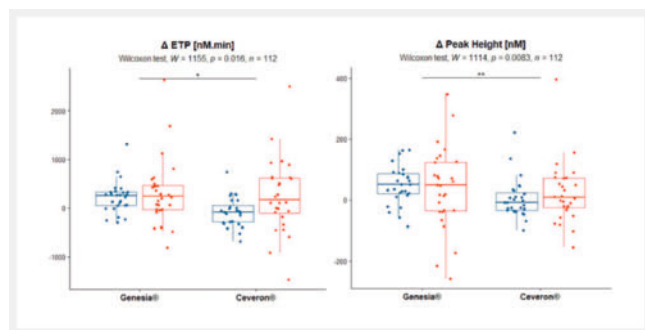 Δ ETP [nM.min]
Wilcoxon test, W = 1155, p = 0.016, n = 112
*
2000
1000
0
-1000
Genesia®
Ceveron®
Δ Peak Height [nM]
Wilcoxon test, W = 1114, p = 0.0083, n = 112
**
400
200
0
-200
Genesia®
Ceveron®